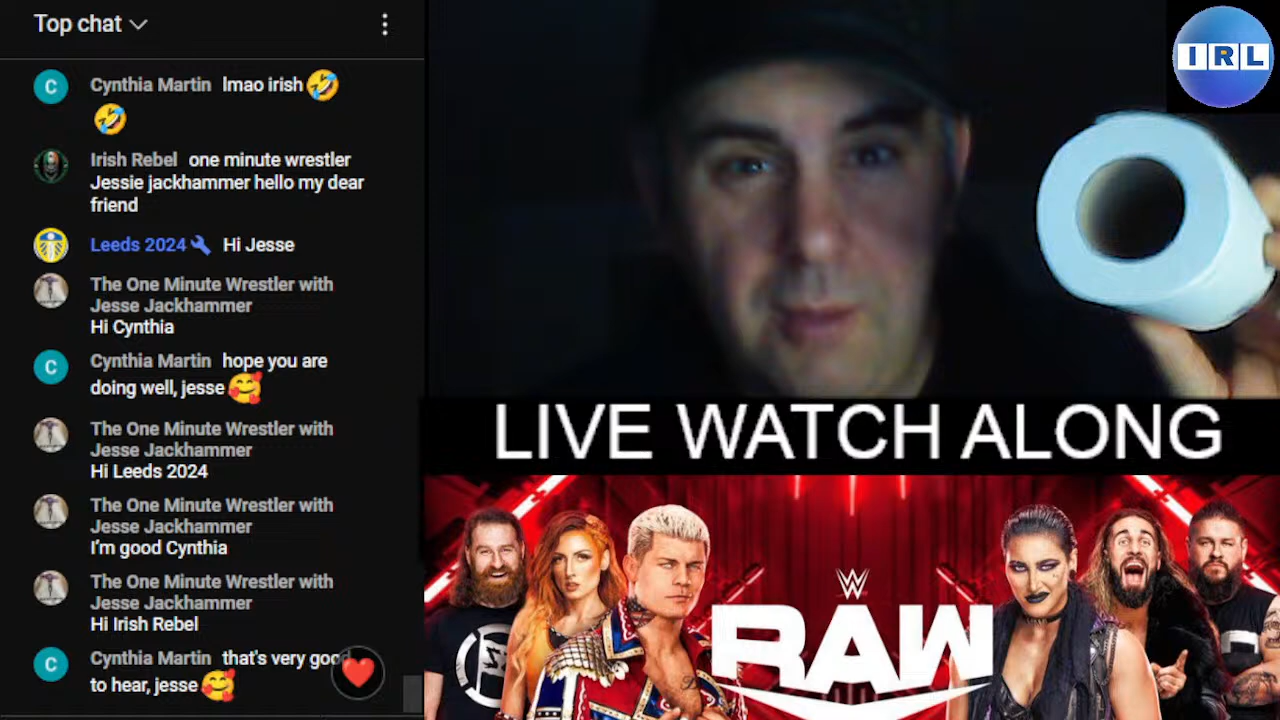 Top chat
Cynthia Martin lmao irish🤣
🤣
Irish Rebel one minute wrestler
Jessie jackhammer hello my dear
friend
Leeds 2024 Hi Jesse
The One Minute Wrestler with
Jesse Jackhammer
Hi Cynthia
Cynthia Martin hope you are
doing well, jesse🥰
The One Minute Wrestler with
Jesse Jackhammer
Hi Leeds 2024
The One Minute Wrestler with
Jesse Jackhammer
I'm good Cynthia
The One Minute Wrestler with
Jesse Jackhammer
Hi Irish Rebel
Cynthia Martin that's very good
to hear, jesse🥰
IRL
LIVE WATCH ALONG
W
RAW